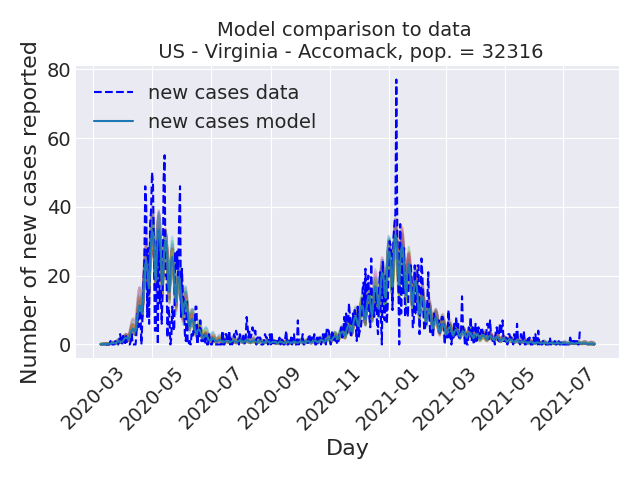 Model comparison to data
US - Virginia - Accomack, pop. = 32316
Number of new cases reported
80
60
40
20
0
new cases data
new cases model
2020-03
2020-05
2020-07
2020-09
2020-11
2021-01
2021-03
2021-05
2021-07
Day